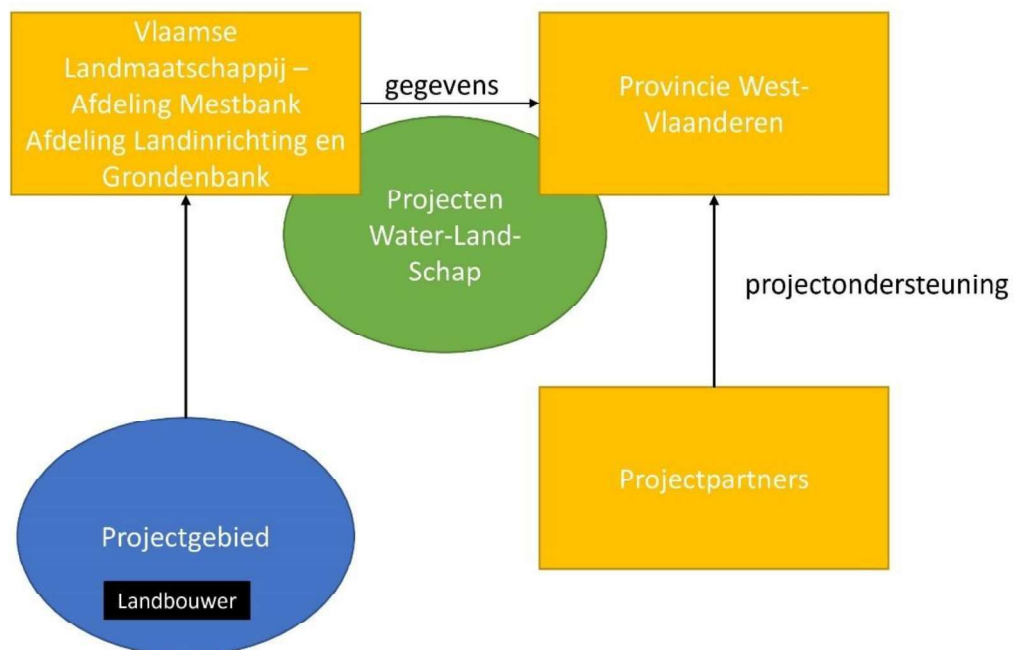 Vlaamse
Landmaatschappij –
Afdeling Mestbank
Afdeling Landinrichting en
Grondenbank
gegevens
Provincie West-
Vlaanderen
Projecten
Water-Land-
Schap
projectondersteuning
Projectpartners
Projectgebied
Landbouwer